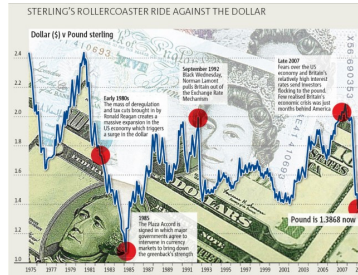 STERLING'S ROLLERCOASTER RIDE AGAINST THE DOLLAR
Dollar ($) v Pound sterling
2.4
2.2
2.0
1.8
1.6
1.4
1.2
1.0
Early 1980s
The mass of deregulation
and tax cuts brought in by
Ronald Reagan creates a
massive expansion in the
US economy which triggers
a surge in the dollar
September 1992
Black Wednesday,
Norman Lamont
pulls Britain out of
the Exchange Rate
Mechanism
Late 2007
Fears over the US
economy and Britain's
relatively high interest
rates send investors
flocking to the pound.
Few realised Britain's
economic crisis was just
months behind America
1985
The Plaza Accord is
signed in which major
governments agree to
intervene in currency
markets to bring down
the greenback's strength
Pound is 1.3868 now
DOLLARS
1975 1977 1979 1981 1983 1985 1987 1989 1991 1993 1995 1997 1999 2001 2003 2005 2007